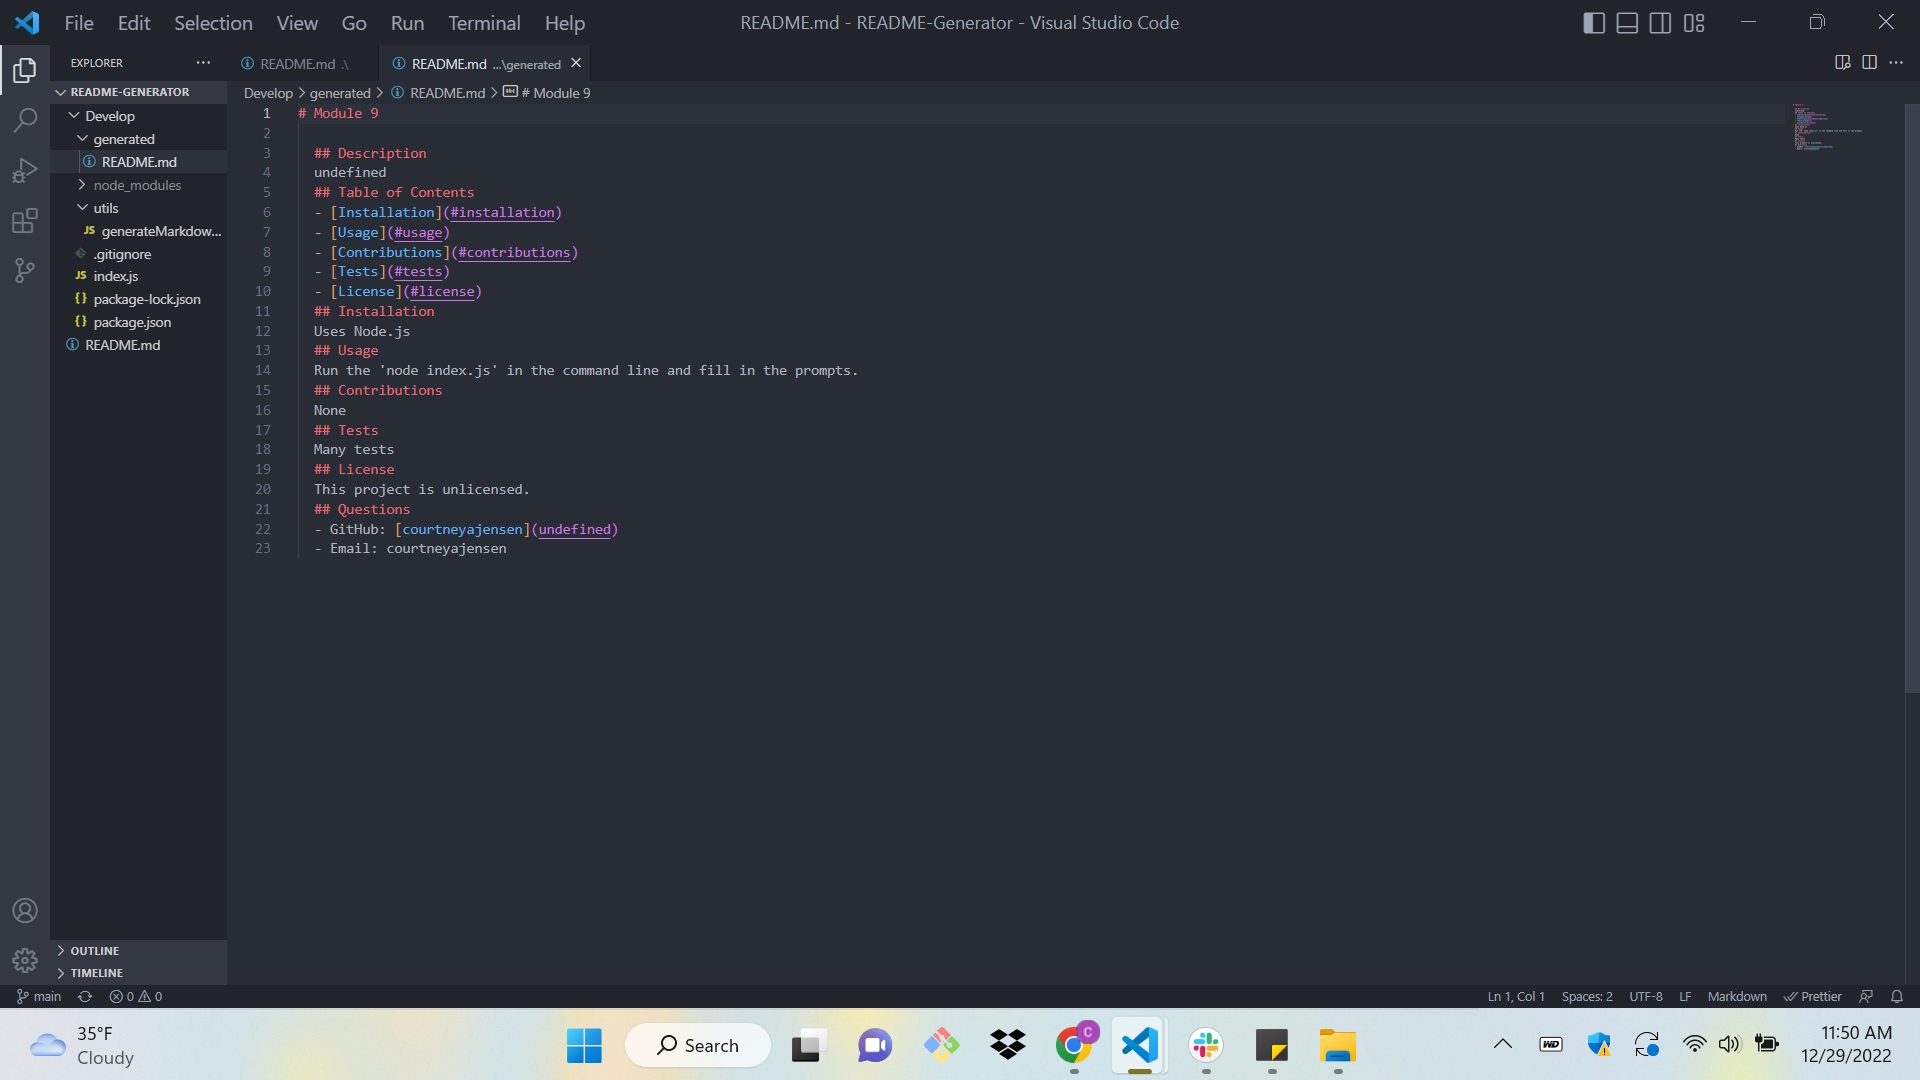 File Edit Selection View Go Run Terminal Help
README.md - README-Generator - Visual Studio Code
EXPLORER
README.md .\
README.md ...\generated
README-GENERATOR
Develop
generated
README.md
node_modules
utils
JS generateMarkdow...
.gitignore
JS index.js
{} package-lock.json
{} package.json
README.md
OUTLINE
TIMELINE
Develop > generated > README.md > # Module 9
1 # Module 9
2
3 ## Description
4 undefined
5 ## Table of Contents
6 - [Installation](#installation)
7 - [Usage](#usage)
8 - [Contributions](#contributions)
9 - [Tests](#tests)
10 - [License](#license)
11 ## Installation
12 Uses Node.js
13 ## Usage
14 Run the 'node index.js' in the command line and fill in the prompts.
15 ## Contributions
16 None
17 ## Tests
18 Many tests
19 ## License
20 This project is unlicensed.
21 ## Questions
22 - GitHub: [courtneyajensen](undefined)
23 - Email: courtneyajensen
main 0 0
Ln 1, Col 1 Spaces: 2 UTF-8 LF Markdown Prettier
35°F
Cloudy
Search
C
WD
11:50 AM
12/29/2022